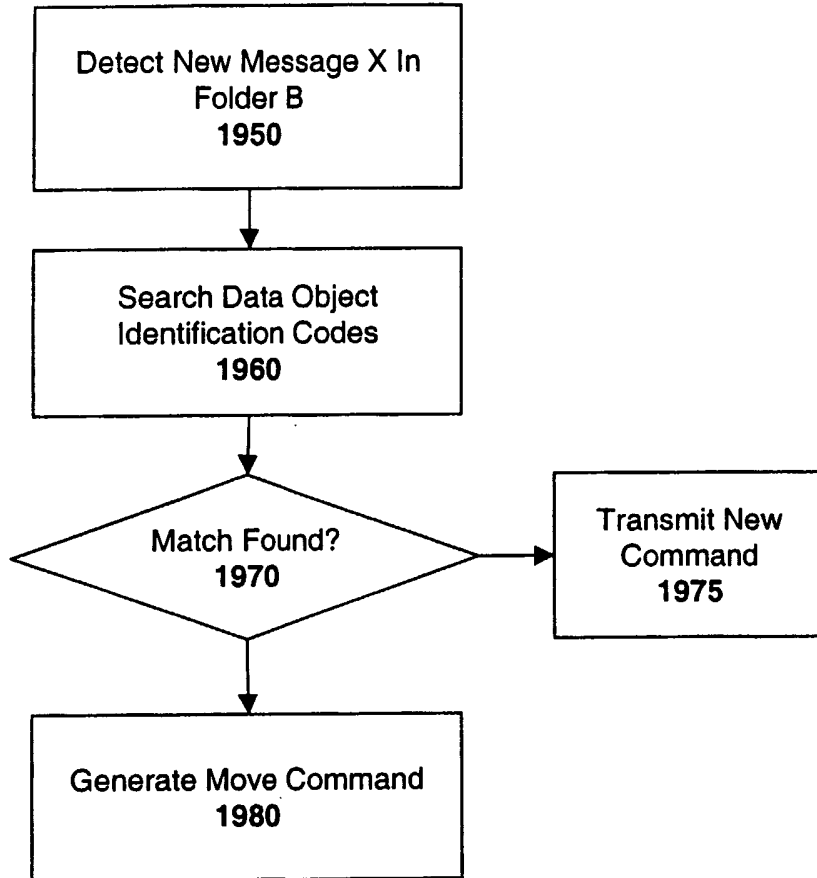 Detect New Message X In
Folder B
1950
Search Data Object
Identification Codes
1960
Match Found?
1970
Transmit New
Command
1975
Generate Move Command
1980